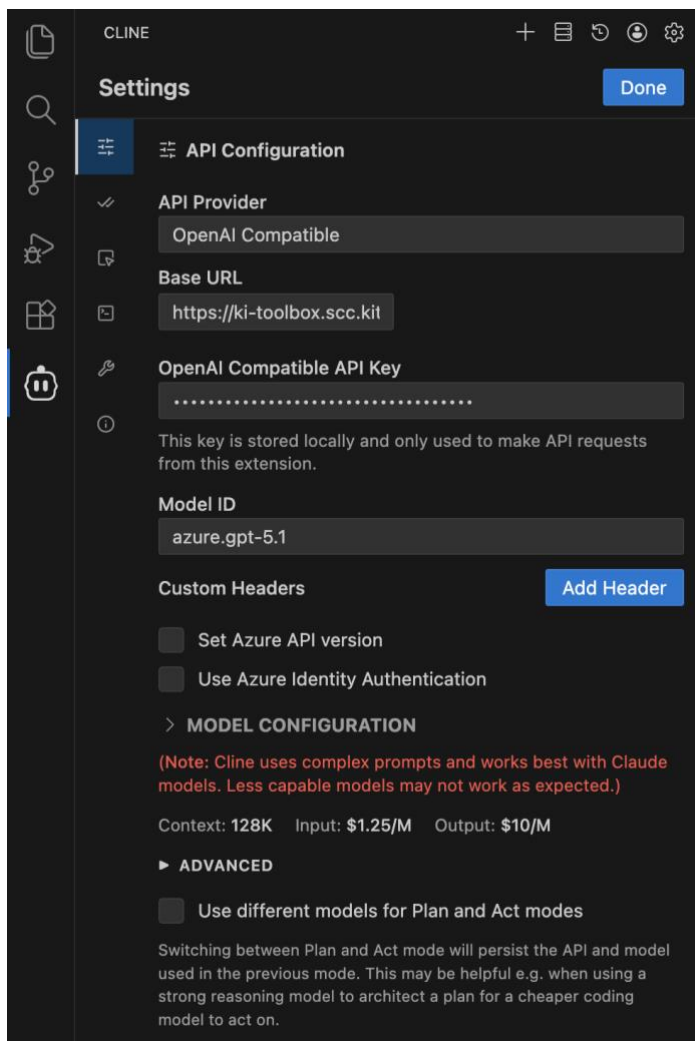 CLINE
Settings
Done
API Configuration
API Provider
OpenAI Compatible
Base URL
https://ki-toolbox.scc.kit
OpenAI Compatible API Key
•••••••••••••••••••••••••••••••••••
This key is stored locally and only used to make API requests
from this extension.
Model ID
azure.gpt-5.1
Custom Headers
Add Header
Set Azure API version
Use Azure Identity Authentication
MODEL CONFIGURATION
(Note: Cline uses complex prompts and works best with Claude
models. Less capable models may not work as expected.)
Context: 128K Input: $1.25/M Output: $10/M
ADVANCED
Use different models for Plan and Act modes
Switching between Plan and Act mode will persist the API and model
used in the previous mode. This may be helpful e.g. when using a
strong reasoning model to architect a plan for a cheaper coding
model to act on.